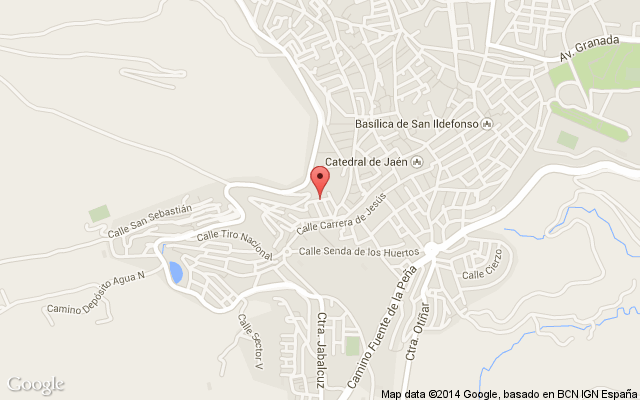 Av. Granada
Basílica de San Ildefonso
Catedral de Jaén
Calle San Sebastián
Calle Carrera de Jesús
Calle Tiro Nacional
Calle Senda de los Huertos
Calle Cierzo
Camino Depósito Agua N
Camino Fuente de la Peña
Ctra. Otíñar
Ctra. Jabalcuz
Calle Sector V
Google
Map data ©2014 Google, basado en BCN IGN España